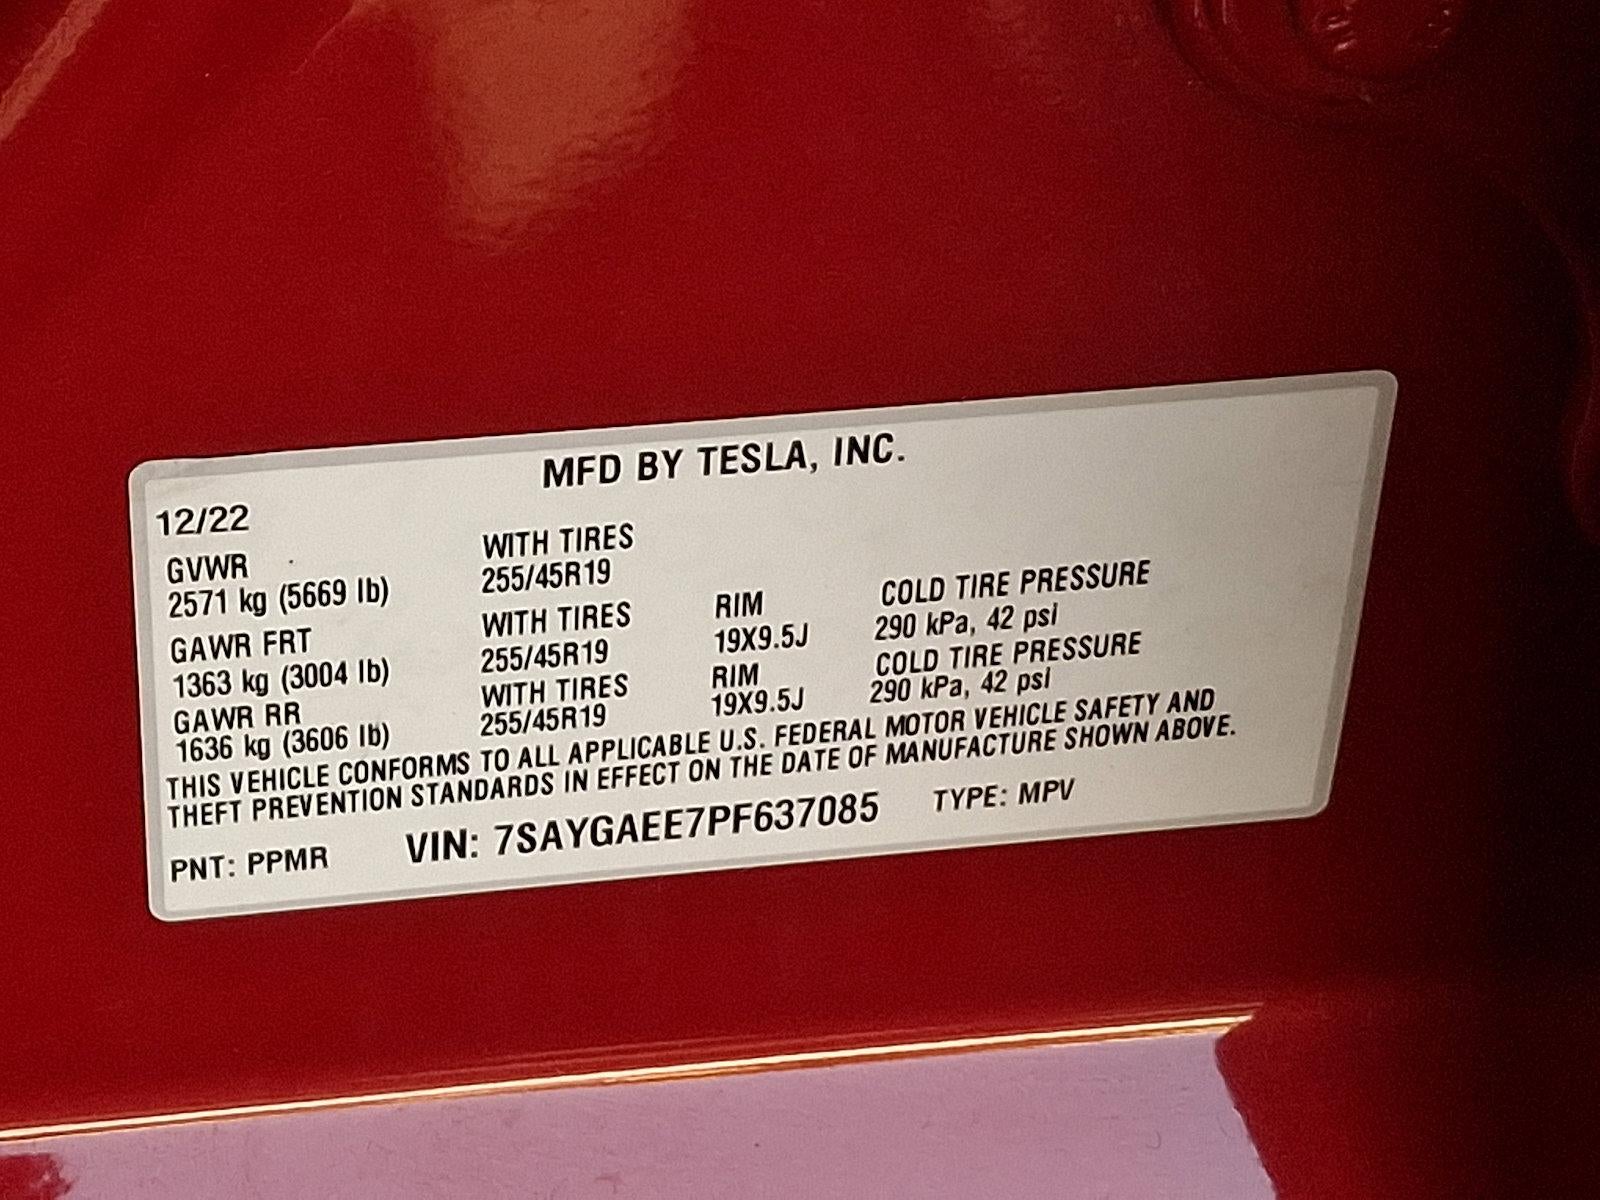 MFD BY TESLA, INC.
12/22
GVWR WITH TIRES
2571 kg (5669 lb) 255/45R19
GAWR FRT WITH TIRES RIM COLD TIRE PRESSURE
1363 kg (3004 lb) 255/45R19 19X9.5J 290 kPa, 42 psi
GAWR RR WITH TIRES RIM COLD TIRE PRESSURE
1636 kg (3606 lb) 255/45R19 19X9.5J 290 kPa, 42 psi
THIS VEHICLE CONFORMS TO ALL APPLICABLE U.S. FEDERAL MOTOR VEHICLE SAFETY AND
THEFT PREVENTION STANDARDS IN EFFECT ON THE DATE OF MANUFACTURE SHOWN ABOVE.
PNT: PPMR VIN: 7SAYGAEE7PF637085 TYPE: MPV